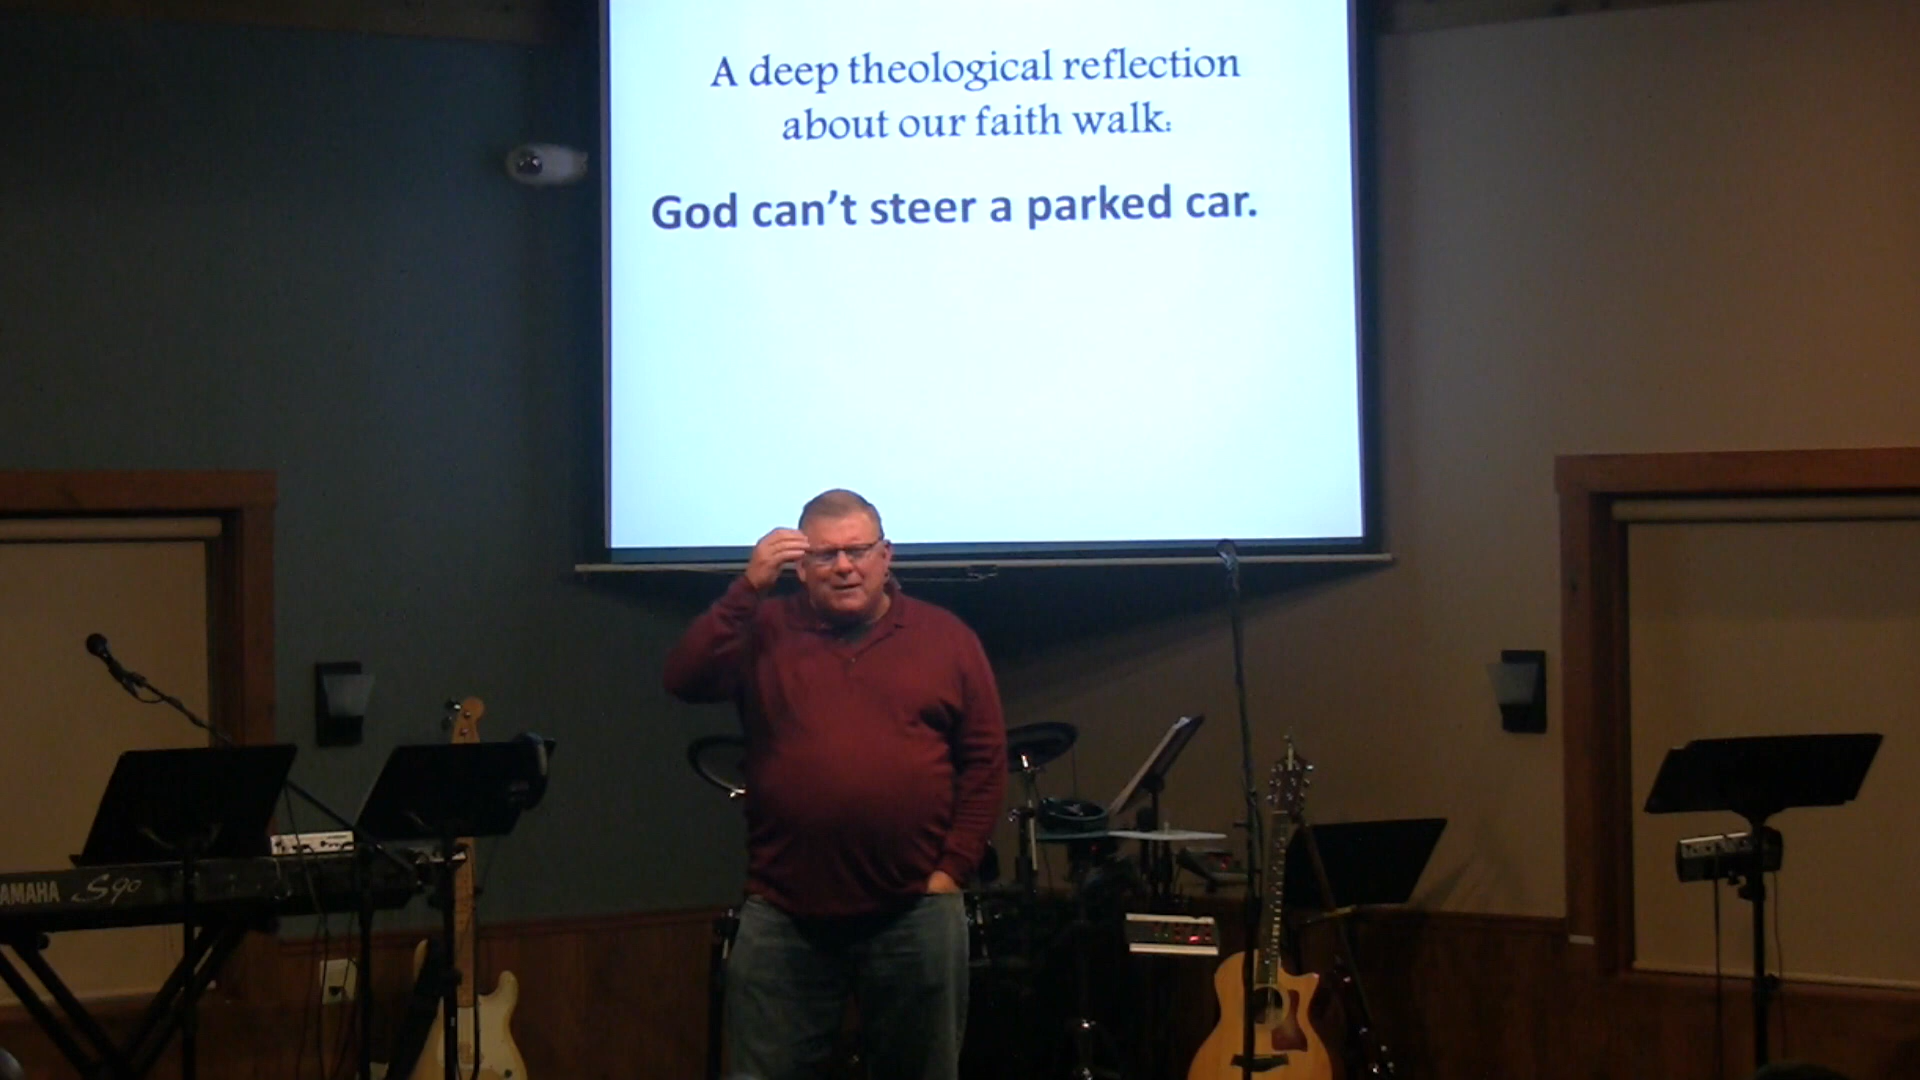 A deep theological reflection
about our faith walk:
God can’t steer a parked car.
YAMAHA S90